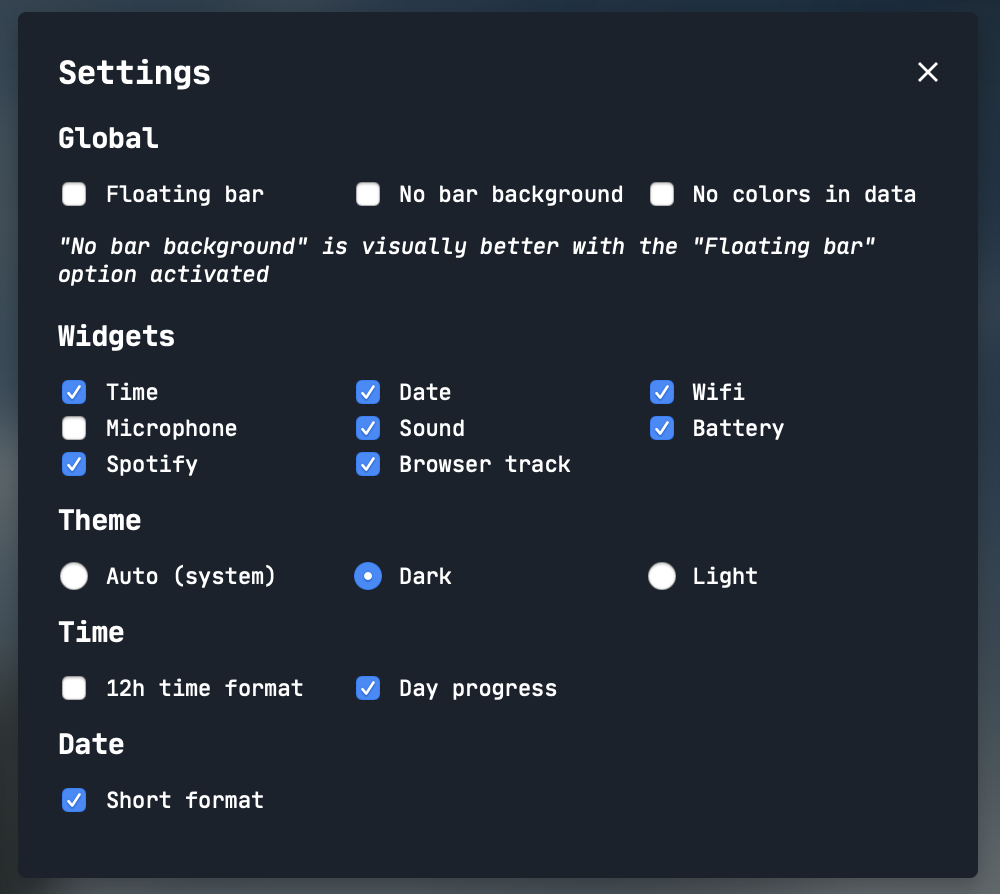 Settings
Global
Floating bar No bar background No colors in data
"No bar background" is visually better with the "Floating bar"
option activated
Widgets
Time Date Wifi
Microphone Sound Battery
Spotify Browser track
Theme
Auto (system) Dark Light
Time
12h time format Day progress
Date
Short format